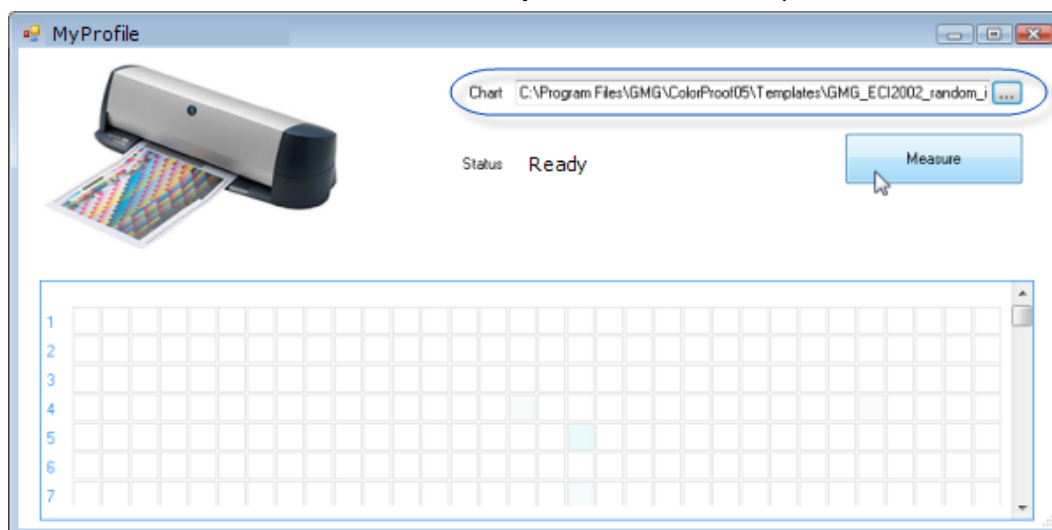 MyProfile
Chart C:\Program Files\GMG\ColorProof05\Templates\GMG_ECI2002_random_i ...
Status Ready
Measure
1
2
3
4
5
6
7